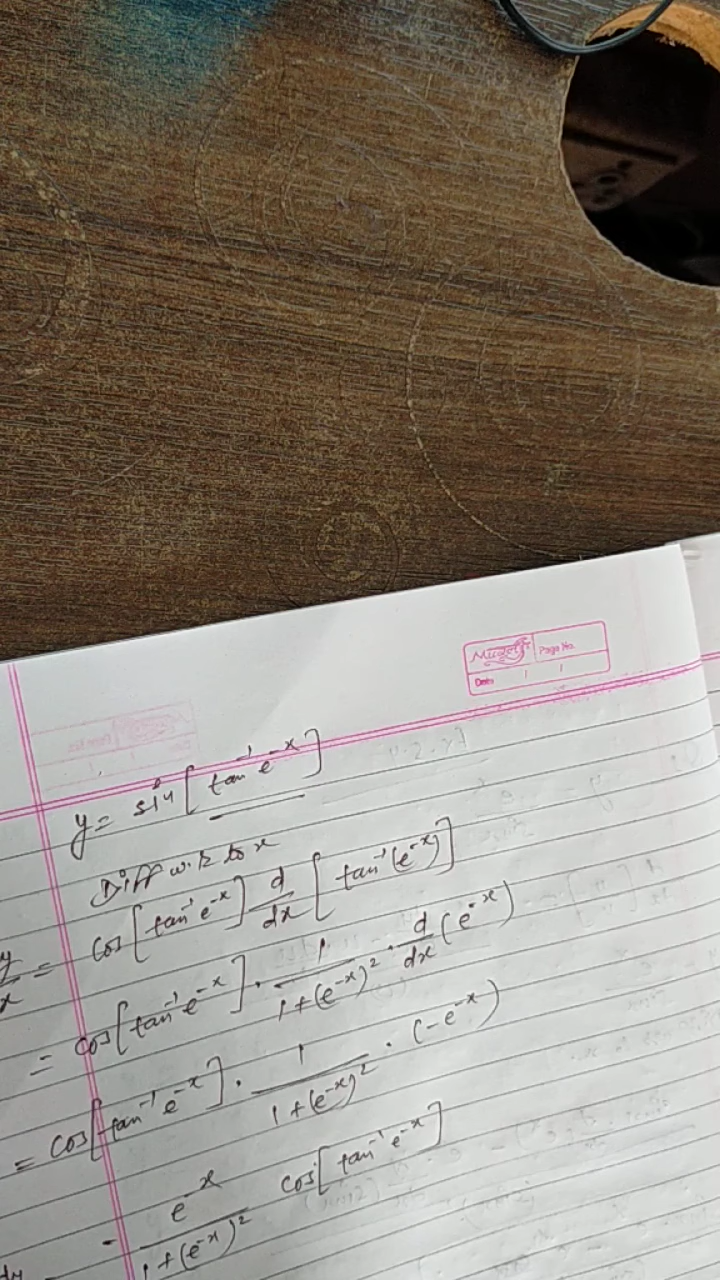 Page No.
Date / /
y = sin[tan⁻¹ e⁻ˣ]
Diff w.r. to x
= cos[tan⁻¹ e⁻ˣ] d/dx [tan⁻¹(e⁻ˣ)]
= cos[tan⁻¹ e⁻ˣ] · 1/1+(e⁻ˣ)² · d/dx (e⁻ˣ)
= cos[tan⁻¹ e⁻ˣ] · 1/1+(e⁻ˣ)² · (-e⁻ˣ)
- e⁻ˣ/1+(e⁻ˣ)² cos[tan⁻¹ e⁻ˣ]